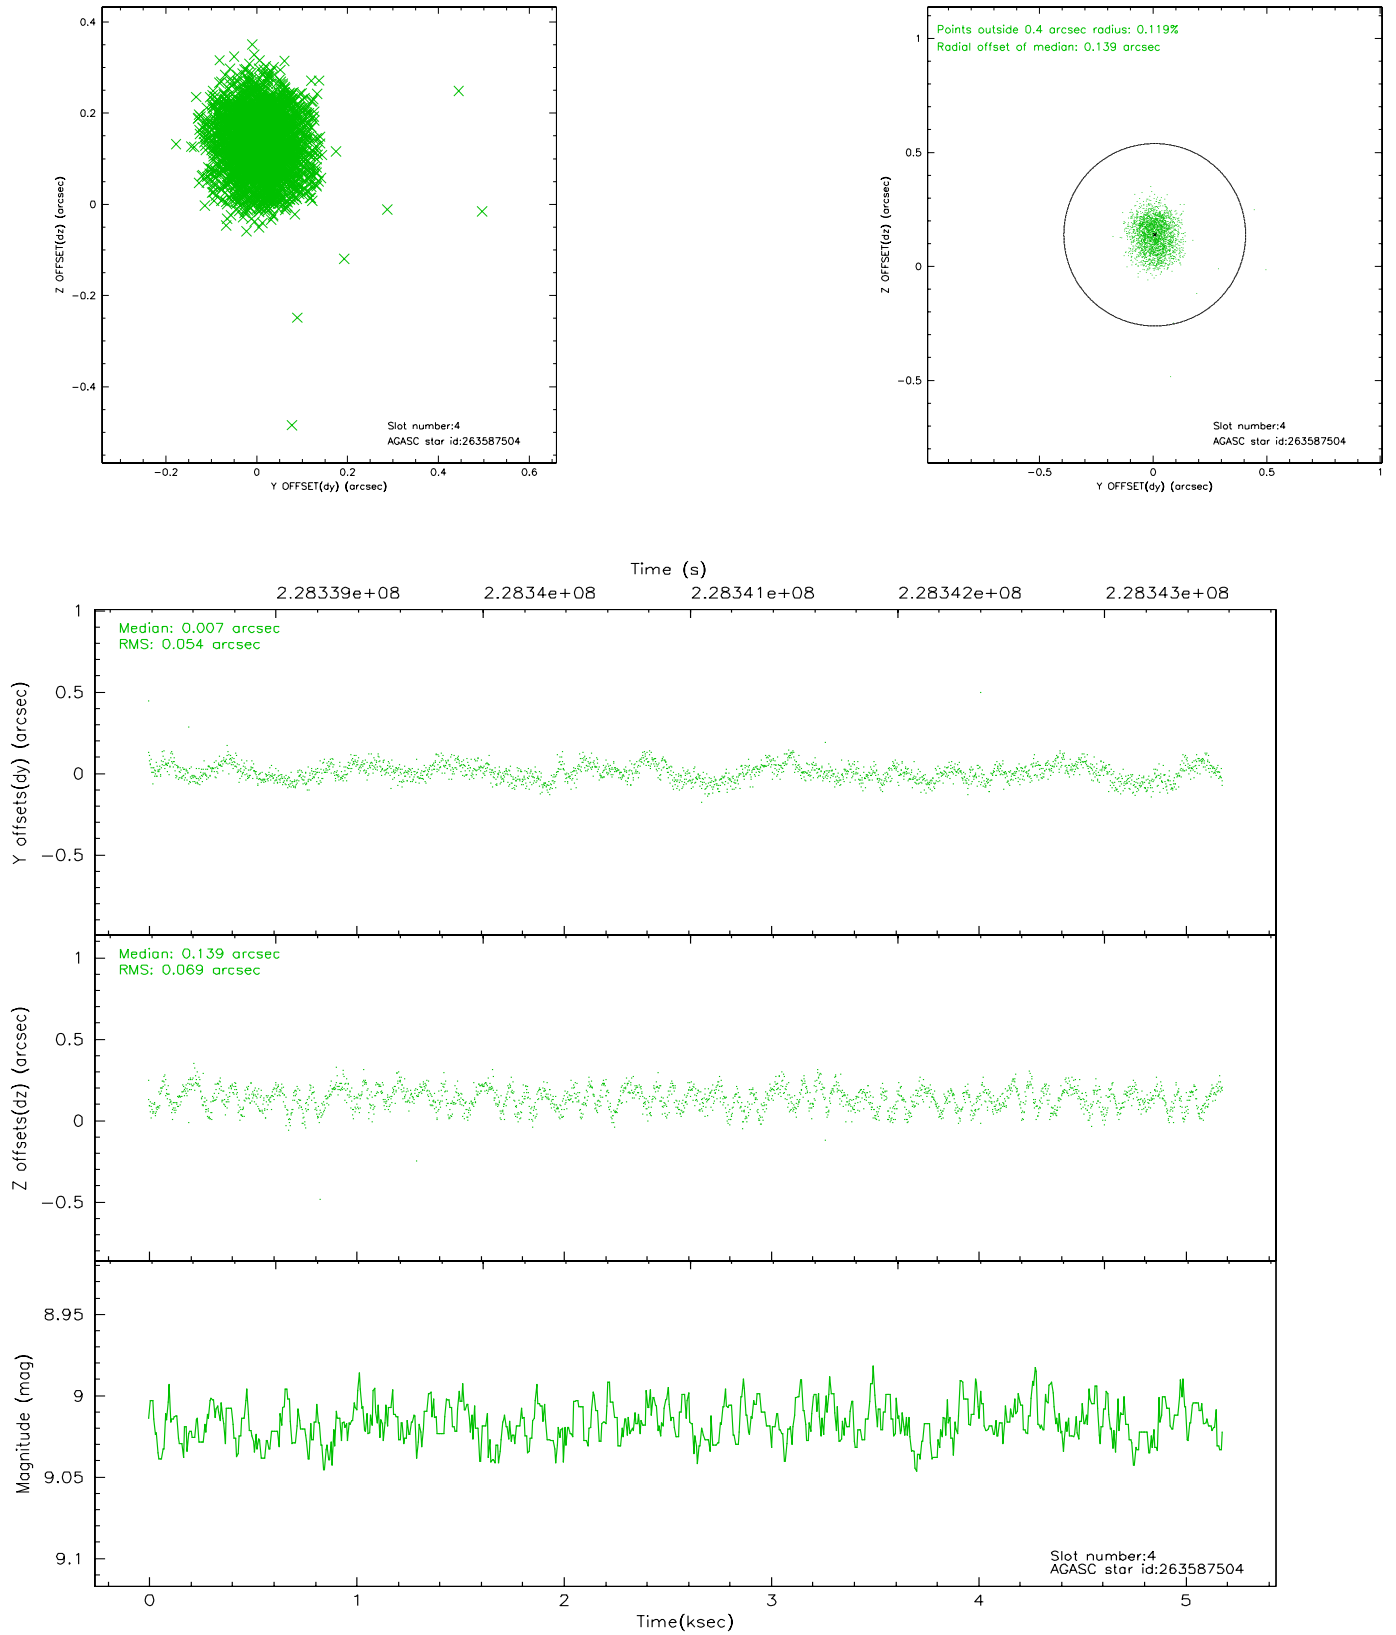 0.4
0.2
0
−0.2
−0.4
Z OFFSET(dz) (arcsec)
Slot number:4
AGASC star id:263587504
−0.2 0 0.2 0.4 0.6
Y OFFSET(dy) (arcsec)
Points outside 0.4 arcsec radius: 0.119%
Radial offset of median: 0.139 arcsec
1
0.5
0
−0.5
Z OFFSET(dz) (arcsec)
Slot number:4
AGASC star id:263587504
−0.5 0 0.5 1
Y OFFSET(dy) (arcsec)
Time (s)
2.28339e+08 2.2834e+08 2.28341e+08 2.28342e+08 2.28343e+08
Median: 0.007 arcsec
RMS: 0.054 arcsec
1
0.5
0
−0.5
Y offsets(dy) (arcsec)
Median: 0.139 arcsec
RMS: 0.069 arcsec
1
0.5
0
−0.5
Z offsets(dz) (arcsec)
8.95
9
9.05
9.1
Magnitude (mag)
Slot number:4
AGASC star id:263587504
0 1 2 3 4 5
Time(ksec)